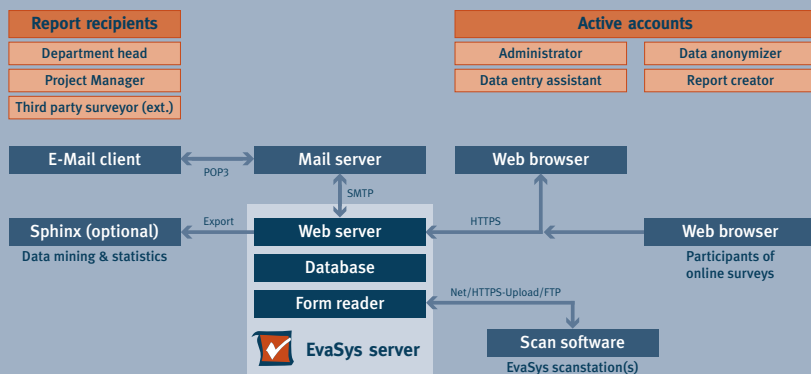 Report recipients
Department head
Project Manager
Third party surveyor (ext.)
Active accounts
Administrator
Data anonymizer
Data entry assistant
Report creator
E-Mail client
POP3
Mail server
Web browser
SMTP
Sphinx (optional)
Data mining & statistics
Export
Web server
HTTPS
Web browser
Participants of
online surveys
Database
Form reader
Net/HTTPS-Upload/FTP
EvaSys server
Scan software
EvaSys scanstation(s)